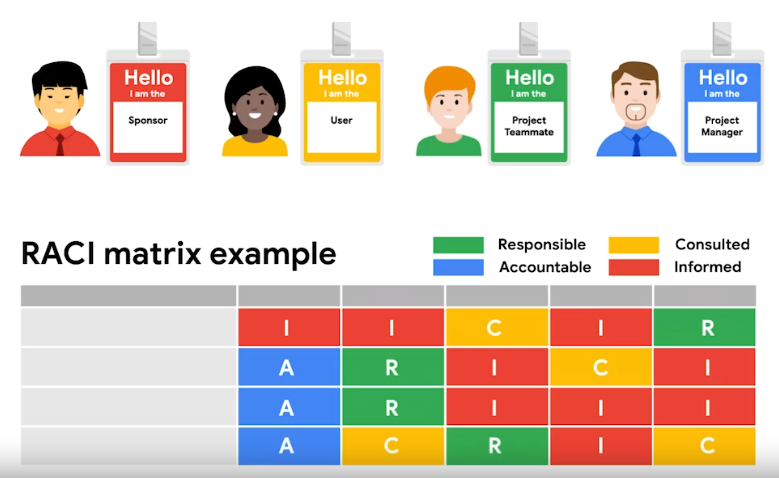 Hello
I am the
Sponsor
Hello
I am the
User
Hello
I am the
Project
Teammate
Hello
I am the
Project
Manager
RACI matrix example
Responsible
Consulted
Accountable
Informed
I I C I R
A R I C I
A R I I I
A C R I C